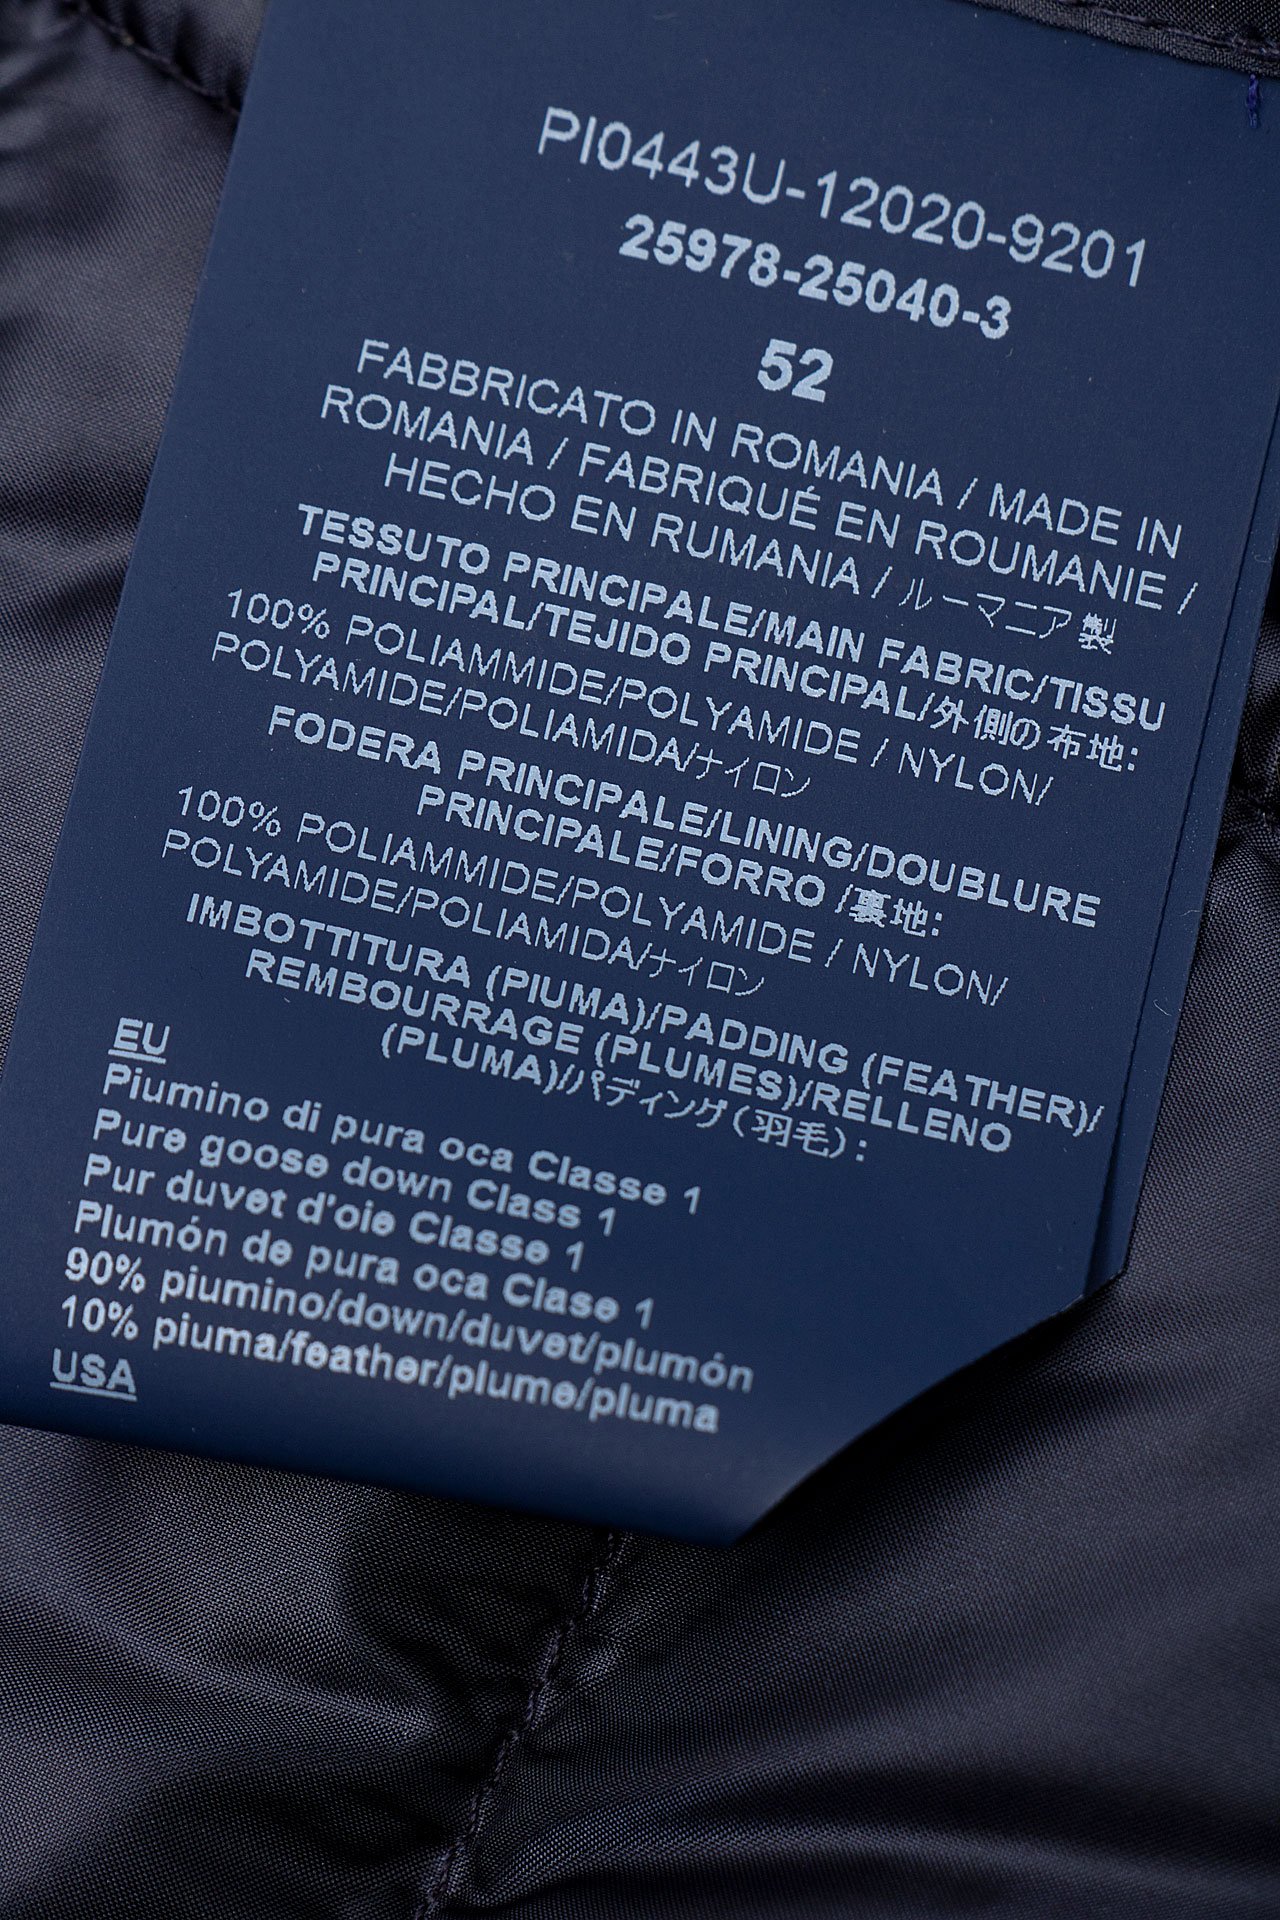 PI0443U-12020-9201
25978-25040-3
52
FABBRICATO IN ROMANIA / MADE IN
ROMANIA / FABRIQUÉ EN ROUMANIE /
HECHO EN RUMANIA / ルーマニア製
TESSUTO PRINCIPALE/MAIN FABRIC/TISSU
PRINCIPAL/TEJIDO PRINCIPAL/外側の布地:
100% POLIAMMIDE/POLYAMIDE / NYLON/
POLYAMIDE/POLIAMIDA/ナイロン
FODERA PRINCIPALE/LINING/DOUBLURE
PRINCIPALE/FORRO /裏地:
100% POLIAMMIDE/POLYAMIDE / NYLON/
POLYAMIDE/POLIAMIDA/ナイロン
IMBOTTITURA (PIUMA)/PADDING (FEATHER)/
REMBOURRAGE (PLUMES)/RELLENO
(PLUMA)/パディング(羽毛):
EU
Piumino di pura oca Classe 1
Pure goose down Class 1
Pur duvet d'oie Classe 1
Plumón de pura oca Clase 1
90% piumino/down/duvet/plumón
10% piuma/feather/plume/pluma
USA